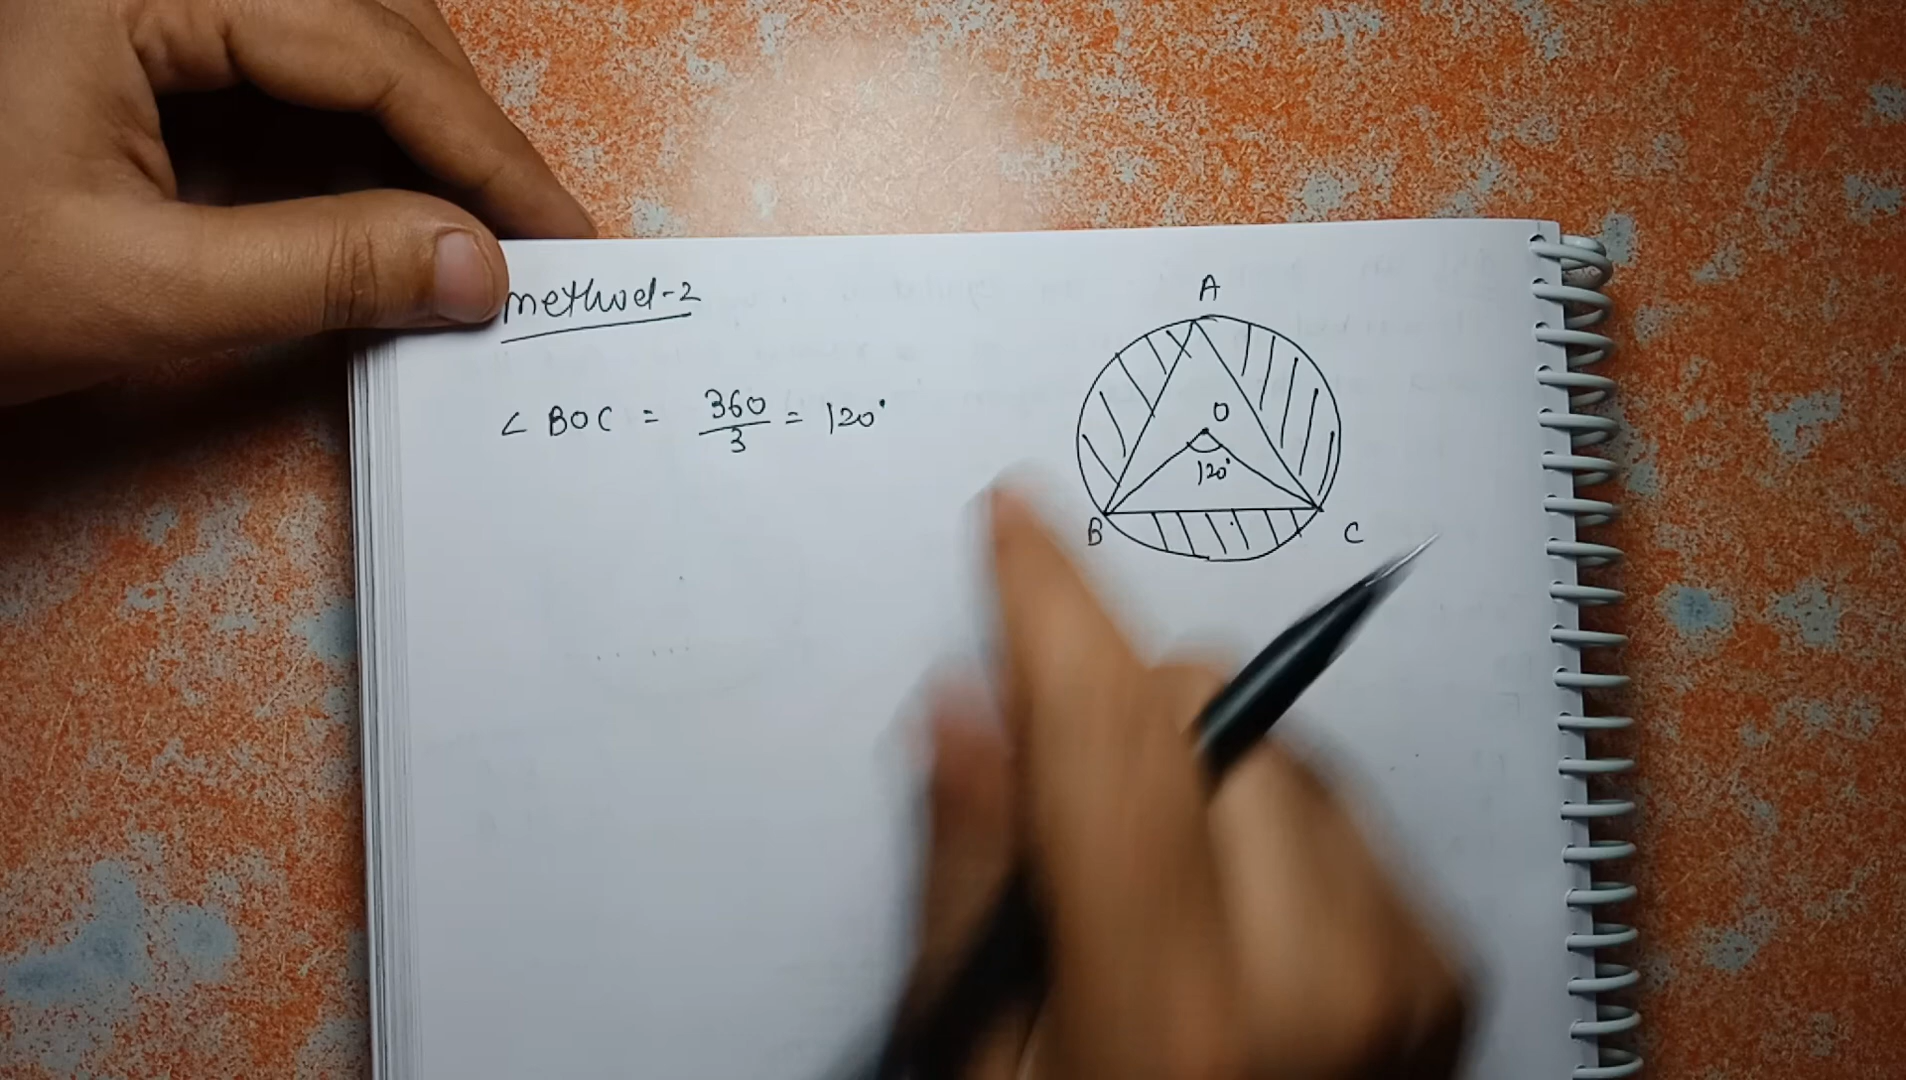 method-2
∠ BOC = 360/3 = 120°
A
O
120°
B
C